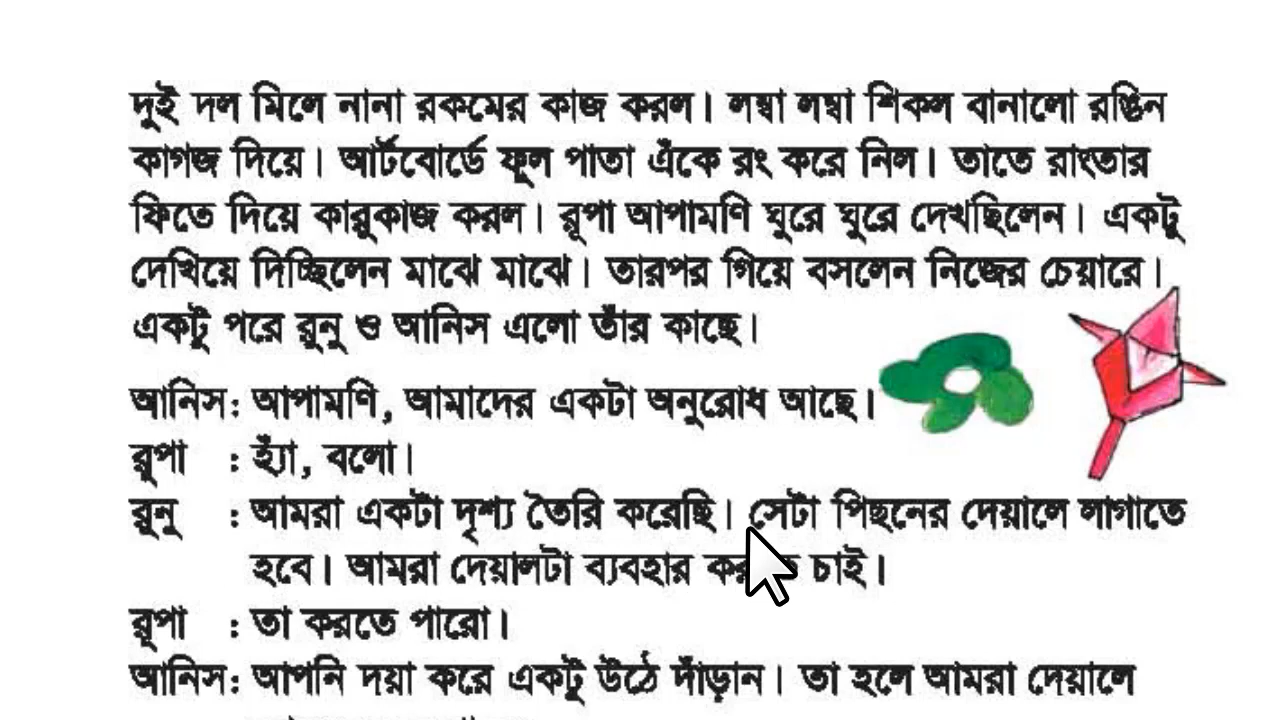 দুই দল মিলে নানা রকমের কাজ করল। লম্বা লম্বা শিকল বানালো রঙিন
কাগজ দিয়ে। আর্টবোর্ডে ফুল পাতা এঁকে রং করে নিল। তাতে রাংতার
ফিতে দিয়ে কারুকাজ করল। রূপা আপামণি ঘুরে ঘুরে দেখছিলেন। একটু
দেখিয়ে দিচ্ছিলেন মাঝে মাঝে। তারপর গিয়ে বসলেন নিজের চেয়ারে।
একটু পরে রুনু ও আনিস এলো তাঁর কাছে।
আনিস: আপামণি, আমাদের একটা অনুরোধ আছে।
রূপা : হ্যাঁ, বলো।
রুনু : আমরা একটা দৃশ্য তৈরি করেছি। সেটা পিছনের দেয়ালে লাগাতে
হবে। আমরা দেয়ালটা ব্যবহার চাই।
রূপা : তা করতে পারো।
আনিস: আপনি দয়া করে একটু উঠে দাঁড়ান। তা হলে আমরা দেয়ালে